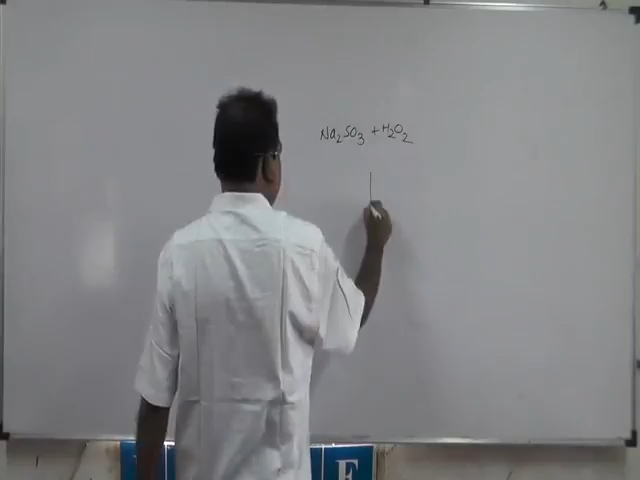 Na₂SO₃ + H₂O₂
F